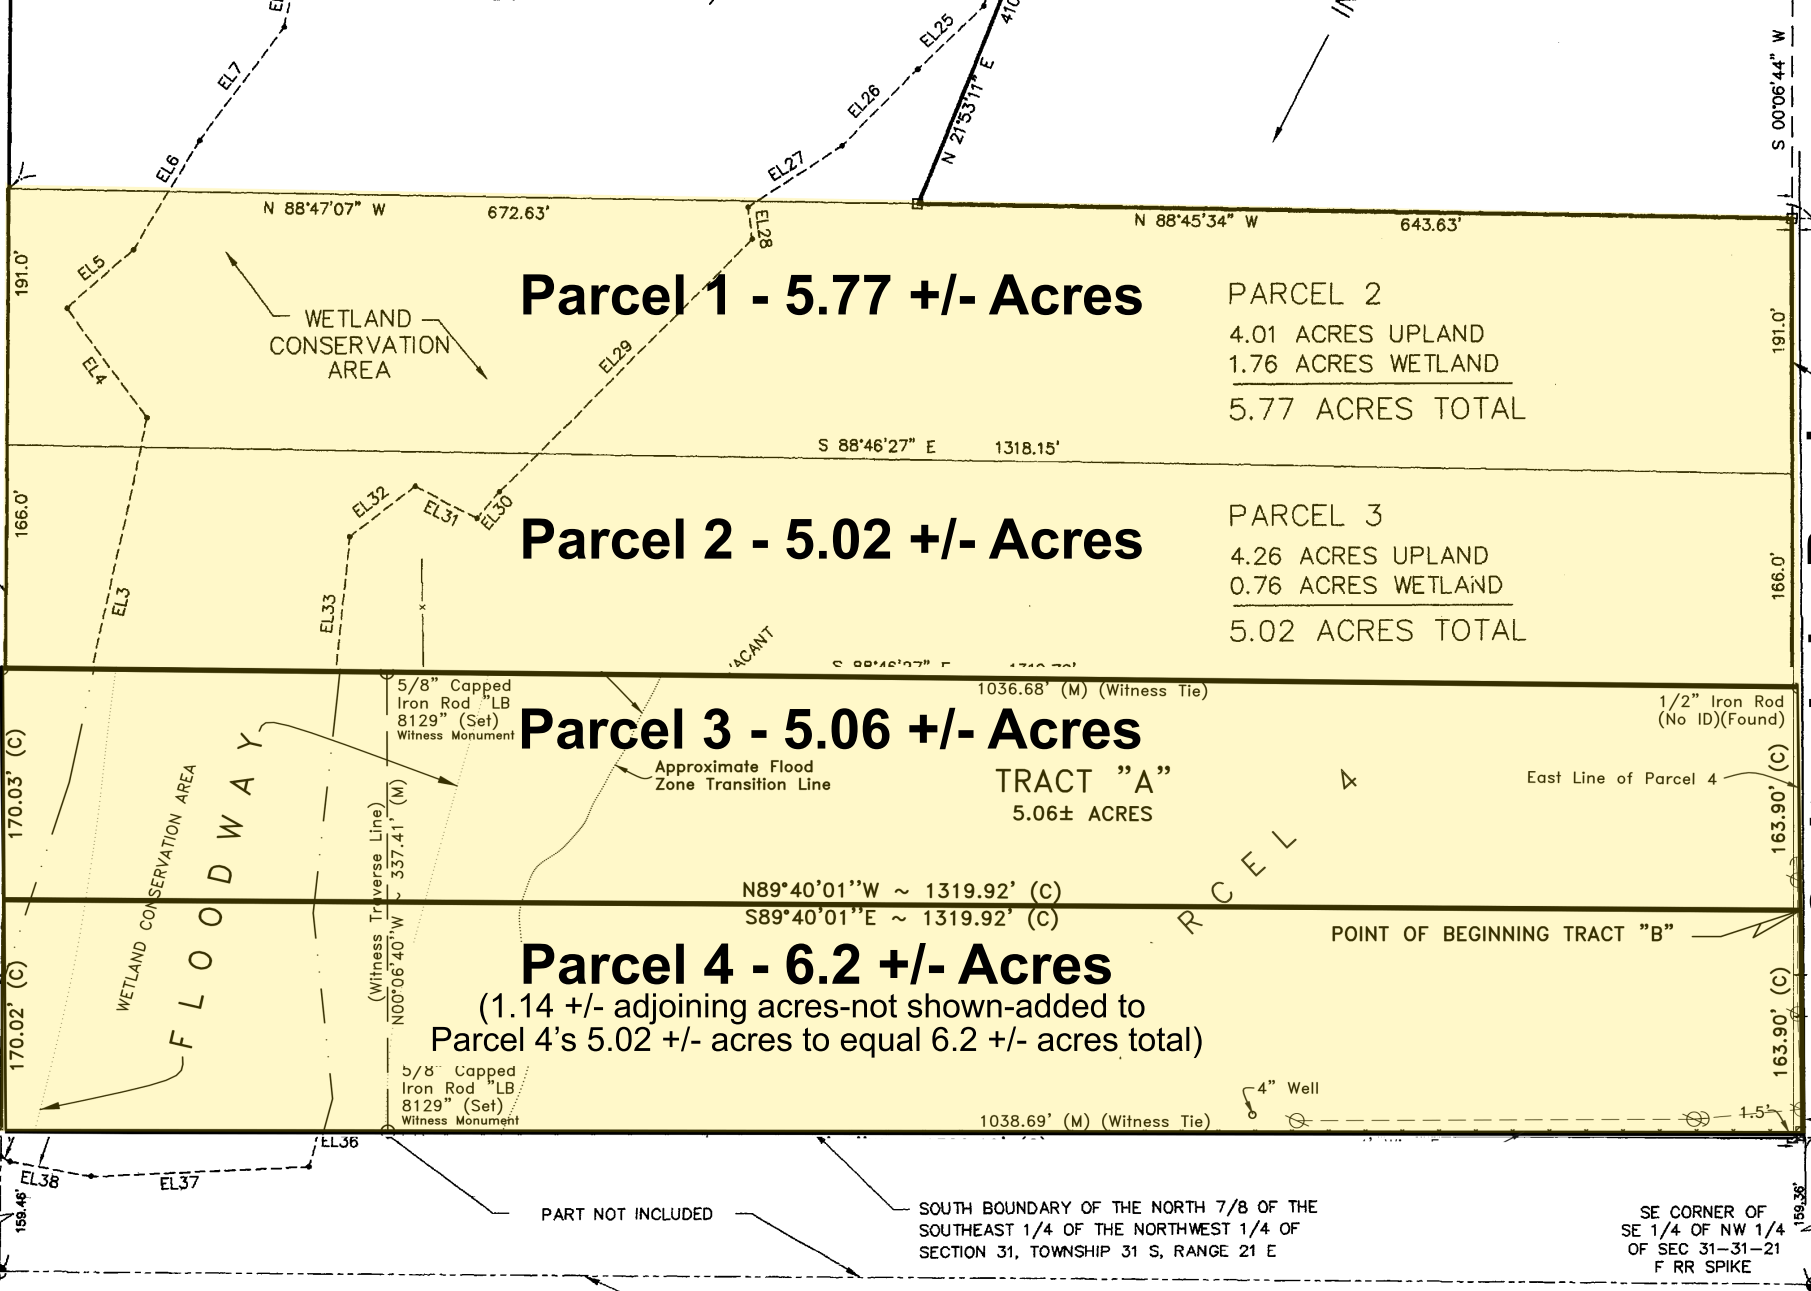 EL25
410
S 00°06'44" W
EL7
EL26
N 21°53'11" E
EL6
EL27
N 88°47'07" W 672.63'
EL28
N 88°45'34" W 643.63'
191.0'
EL5
Parcel 1 - 5.77 +/- Acres
PARCEL 2
WETLAND
CONSERVATION
AREA
4.01 ACRES UPLAND
1.76 ACRES WETLAND
5.77 ACRES TOTAL
191.0'
EL29
EL4
S 88°46'27" E 1318.15'
166.0'
EL32
EL31
EL30
Parcel 2 - 5.02 +/- Acres
PARCEL 3
4.26 ACRES UPLAND
0.76 ACRES WETLAND
5.02 ACRES TOTAL
166.0'
EL3
EL33
ACANT
S 88°46'27" E
1036.68' (M) (Witness Tie)
5/8" Capped
Iron Rod "LB
8129" (Set)
Witness Monument
1/2" Iron Rod
(No ID)(Found)
Parcel 3 - 5.06 +/- Acres
Approximate Flood
Zone Transition Line
TRACT "A"
5.06± ACRES
East Line of Parcel 4
170.03' (C)
163.90' (C)
WETLAND CONSERVATION AREA
FLOODWAY
(Witness Traverse Line)
N00°06'40"W ~ 337.41' (M)
RCEL 4
N89°40'01''W ~ 1319.92' (C)
S89°40'01''E ~ 1319.92' (C)
POINT OF BEGINNING TRACT "B"
Parcel 4 - 6.2 +/- Acres
(1.14 +/- adjoining acres-not shown-added to
Parcel 4's 5.02 +/- acres to equal 6.2 +/- acres total)
170.02' (C)
163.90' (C)
5/8" Capped
Iron Rod "LB
8129" (Set)
Witness Monument
4" Well
1038.69' (M) (Witness Tie)
1.5'
EL36
EL38
EL37
159.46'
159.36'
PART NOT INCLUDED
SOUTH BOUNDARY OF THE NORTH 7/8 OF THE
SOUTHEAST 1/4 OF THE NORTHWEST 1/4 OF
SECTION 31, TOWNSHIP 31 S, RANGE 21 E
SE CORNER OF
SE 1/4 OF NW 1/4
OF SEC 31-31-21
F RR SPIKE